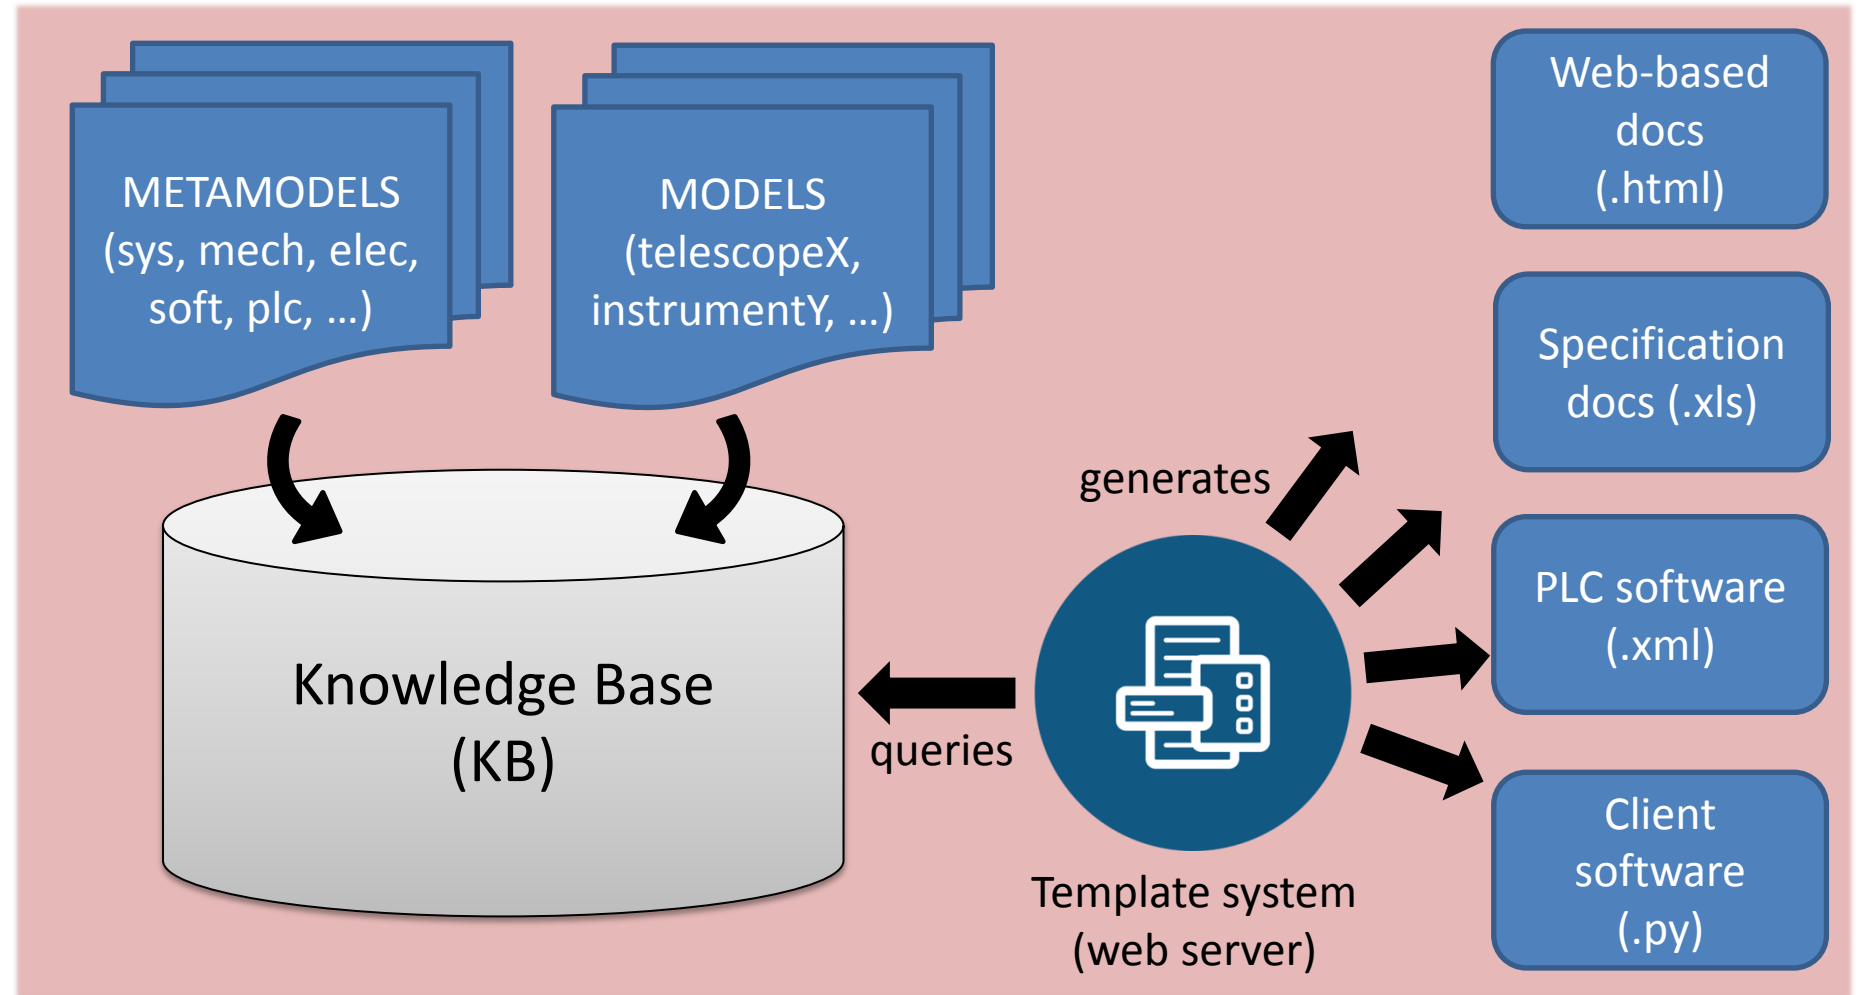 METAMODELS
(sys, mech, elec,
soft, plc, …)
MODELS
(telescopeX,
instrumentY, …)
Knowledge Base
(KB)
queries
generates
Template system
(web server)
Web-based
docs
(.html)
Specification
docs (.xls)
PLC software
(.xml)
Client
software
(.py)